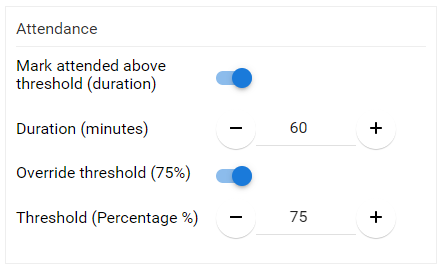 Attendance
Mark attended above
threshold (duration)
Duration (minutes) − 60 +
Override threshold (75%)
Threshold (Percentage %) − 75 +